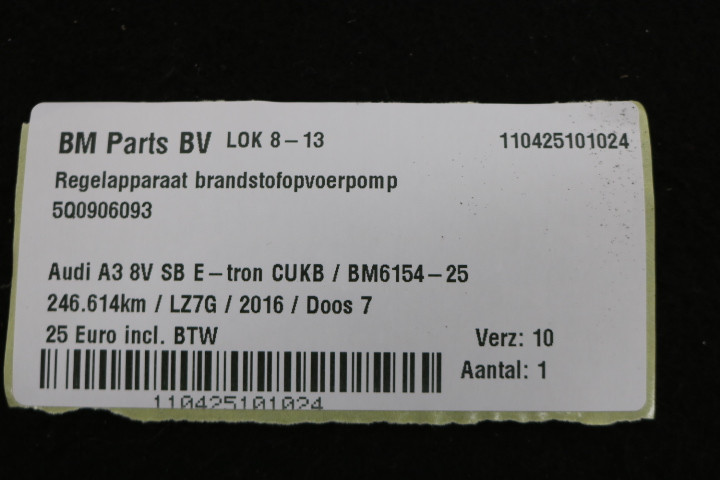 BM Parts BV LOK 8-13 110425101024
Regelapparaat brandstofopvoerpomp
5Q0906093
Audi A3 8V SB E-tron CUKB / BM6154-25
246.614km / LZ7G / 2016 / Doos 7
25 Euro incl. BTW Verz: 10
Aantal: 1
110425101024